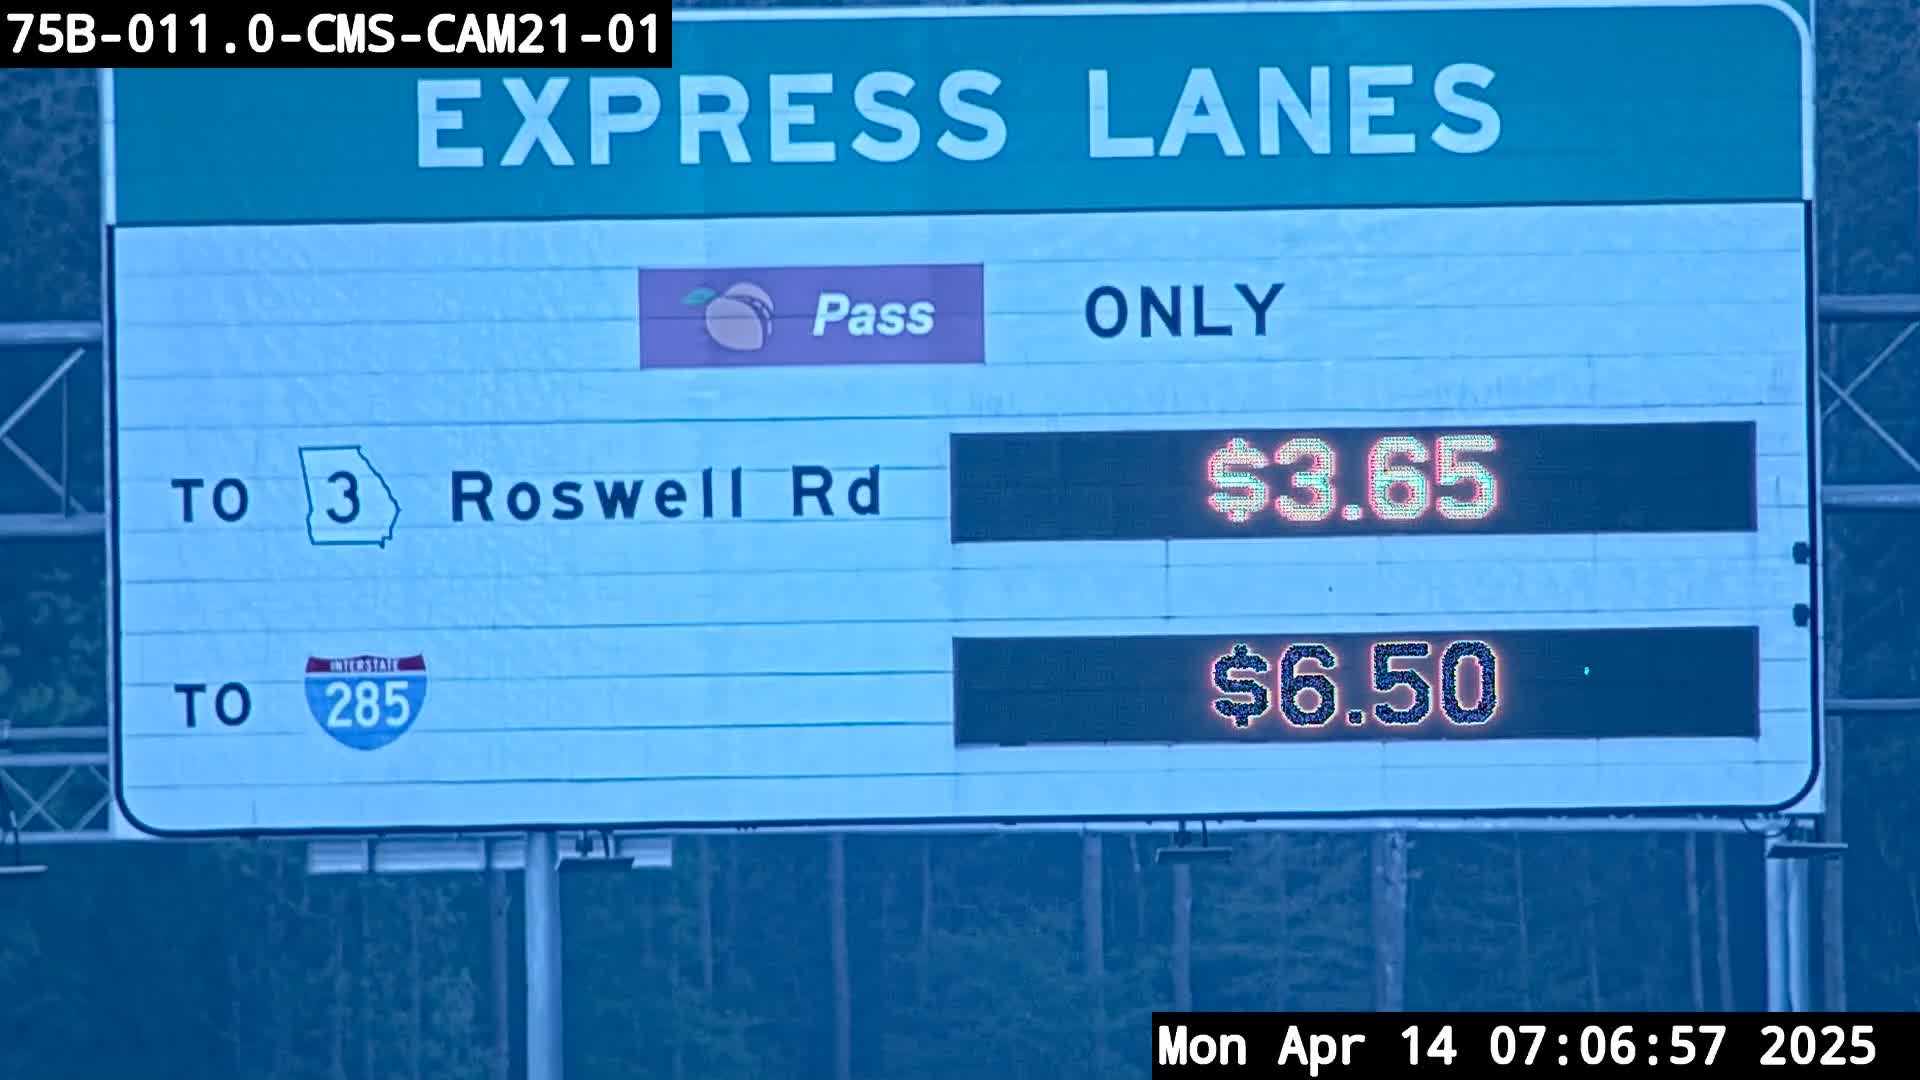 75B-011.0-CMS-CAM21-01
EXPRESS LANES
Pass ONLY
TO 3 Roswell Rd $3.65
INTERSTATE
TO 285 $6.50
Mon Apr 14 07:06:57 2025